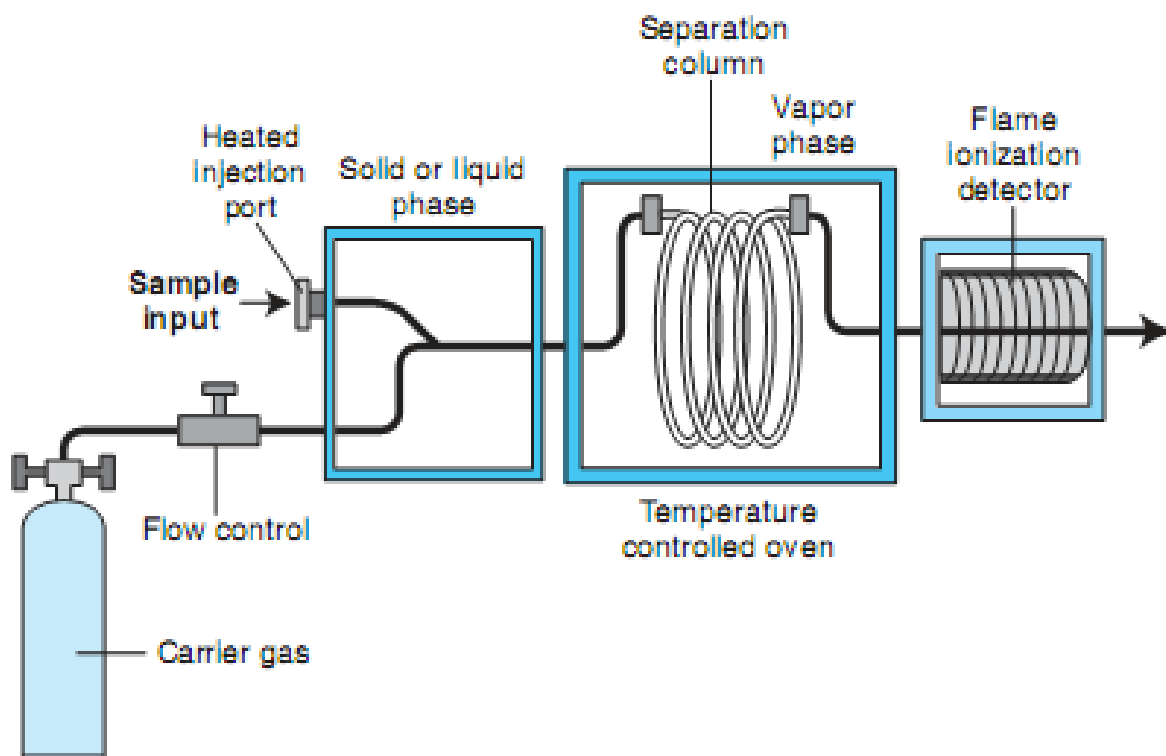 Separation
column
Vapor
phase
Flame
ionization
detector
Heated
injection
port
Solid or liquid
phase
Sample
input
Flow control
Temperature
controlled oven
Carrier gas